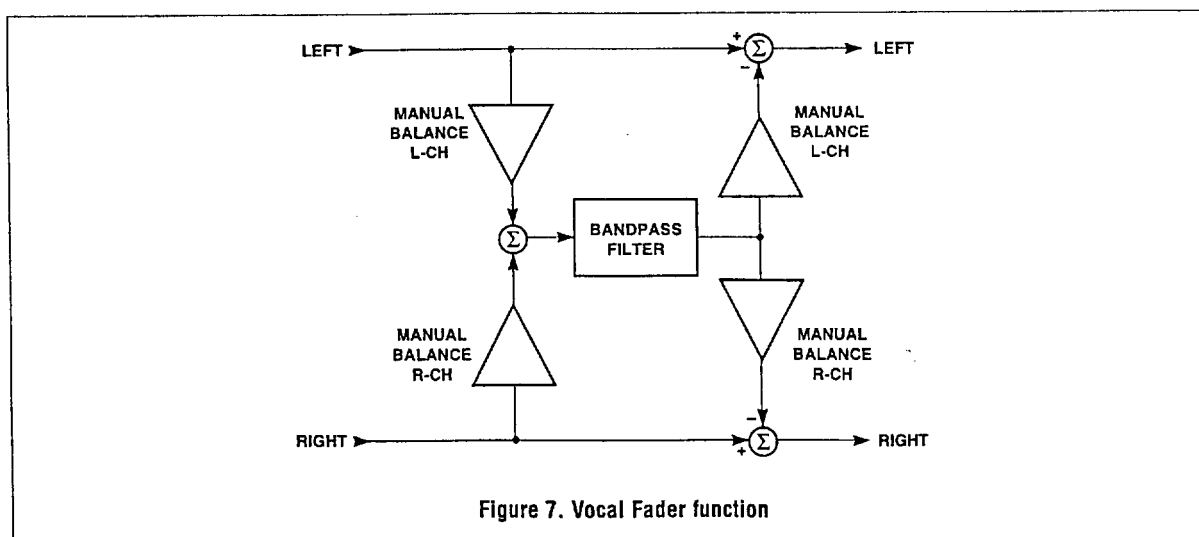 LEFT
+
Σ
LEFT
−
MANUAL
BALANCE
L-CH
MANUAL
BALANCE
L-CH
Σ
BANDPASS
FILTER
MANUAL
BALANCE
R-CH
MANUAL
BALANCE
R-CH
−
RIGHT
+
Σ
RIGHT
Figure 7. Vocal Fader function